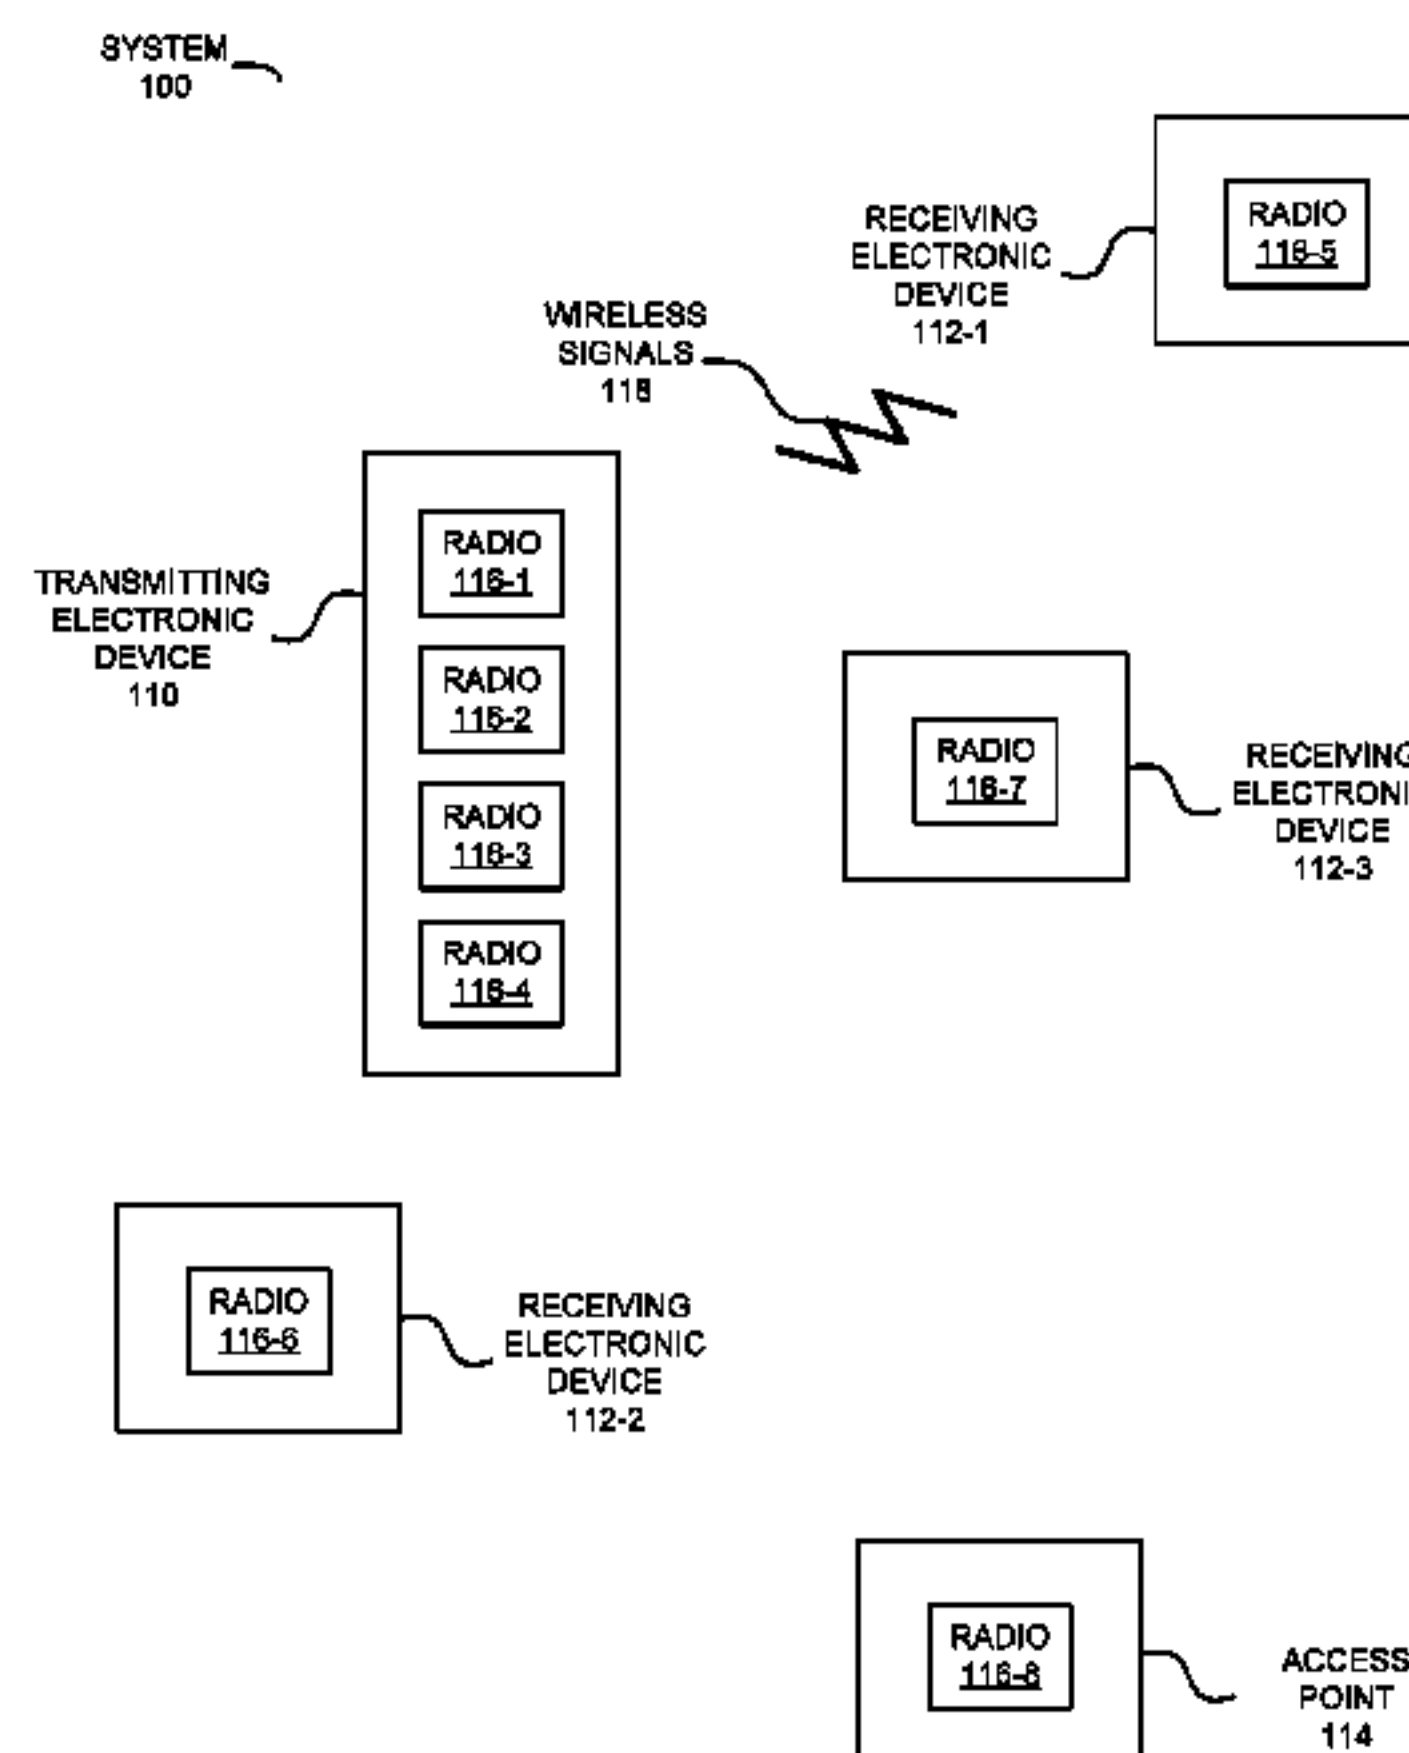 SYSTEM
100
RECEIVING
ELECTRONIC
DEVICE
112-1
RADIO
116-5
WIRELESS
SIGNALS
118
TRANSMITTING
ELECTRONIC
DEVICE
110
RADIO
116-1
RADIO
116-2
RADIO
116-3
RADIO
116-4
RADIO
116-7
RECEIVING
ELECTRONI
DEVICE
112-3
RADIO
116-6
RECEIVING
ELECTRONIC
DEVICE
112-2
RADIO
116-8
ACCESS
POINT
114